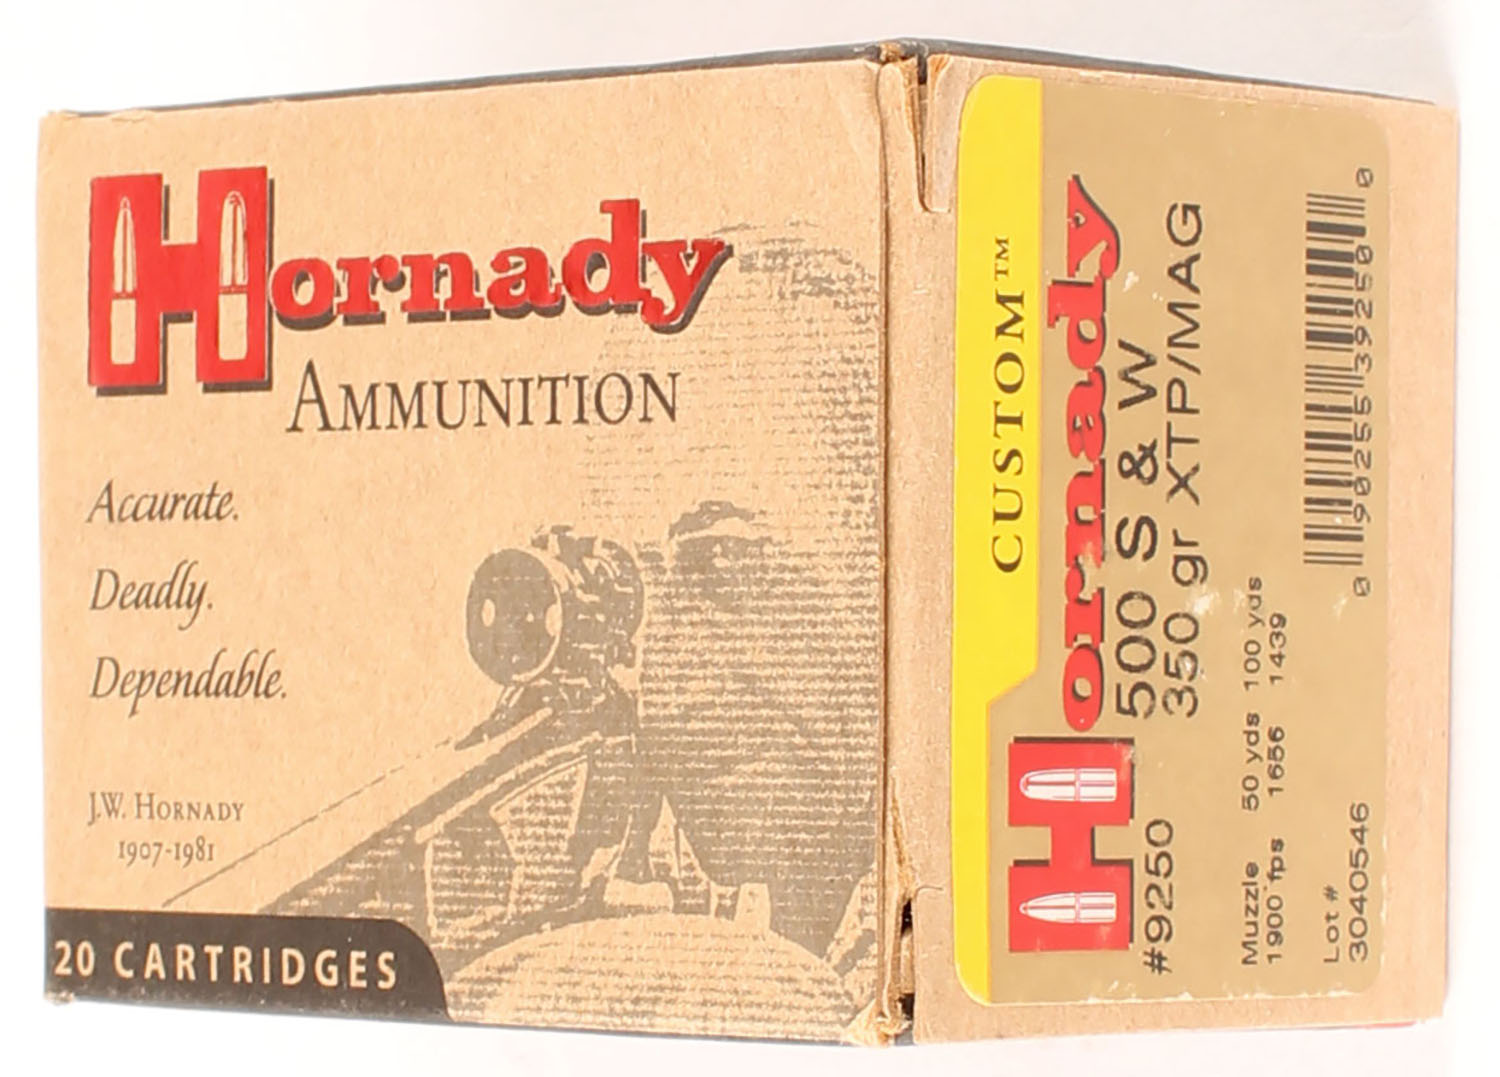 Hornady
AMMUNITION
Accurate.
Deadly.
Dependable.
J.W. HORNADY
1907-1981
20 CARTRIDGES
CUSTOM™
Hornady
500 S & W
#9250 350 gr XTP/MAG
Muzzle 50 yds 100 yds
1900 fps 1656 1439
Lot #
3040546
0 90255 39250 0